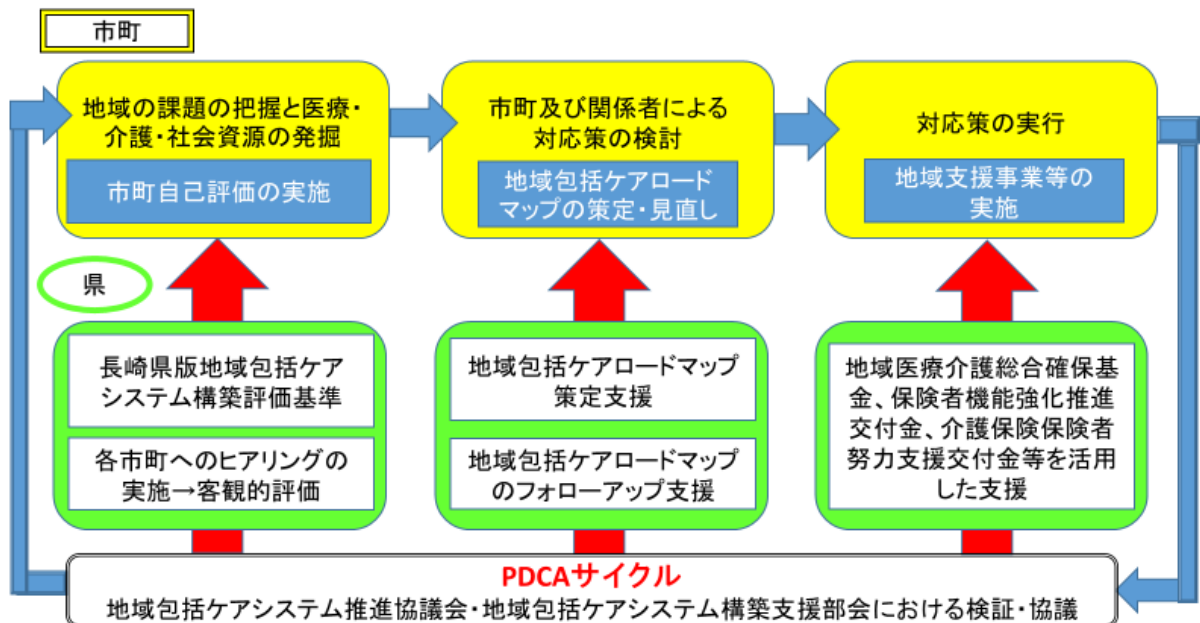 市町
地域の課題の把握と医療・
介護・社会資源の発掘
市町自己評価の実施
市町及び関係者による
対応策の検討
地域包括ケアロード
マップの策定・見直し
対応策の実行
地域支援事業等の
実施
県
長崎県版地域包括ケア
システム構築評価基準
各市町へのヒアリングの
実施→客観的評価
地域包括ケアロードマップ
策定支援
地域包括ケアロードマップ
のフォローアップ支援
地域医療介護総合確保基
金、保険者機能強化推進
交付金、介護保険保険者
努力支援交付金等を活用
した支援
PDCAサイクル
地域包括ケアシステム推進協議会・地域包括ケアシステム構築支援部会における検証・協議